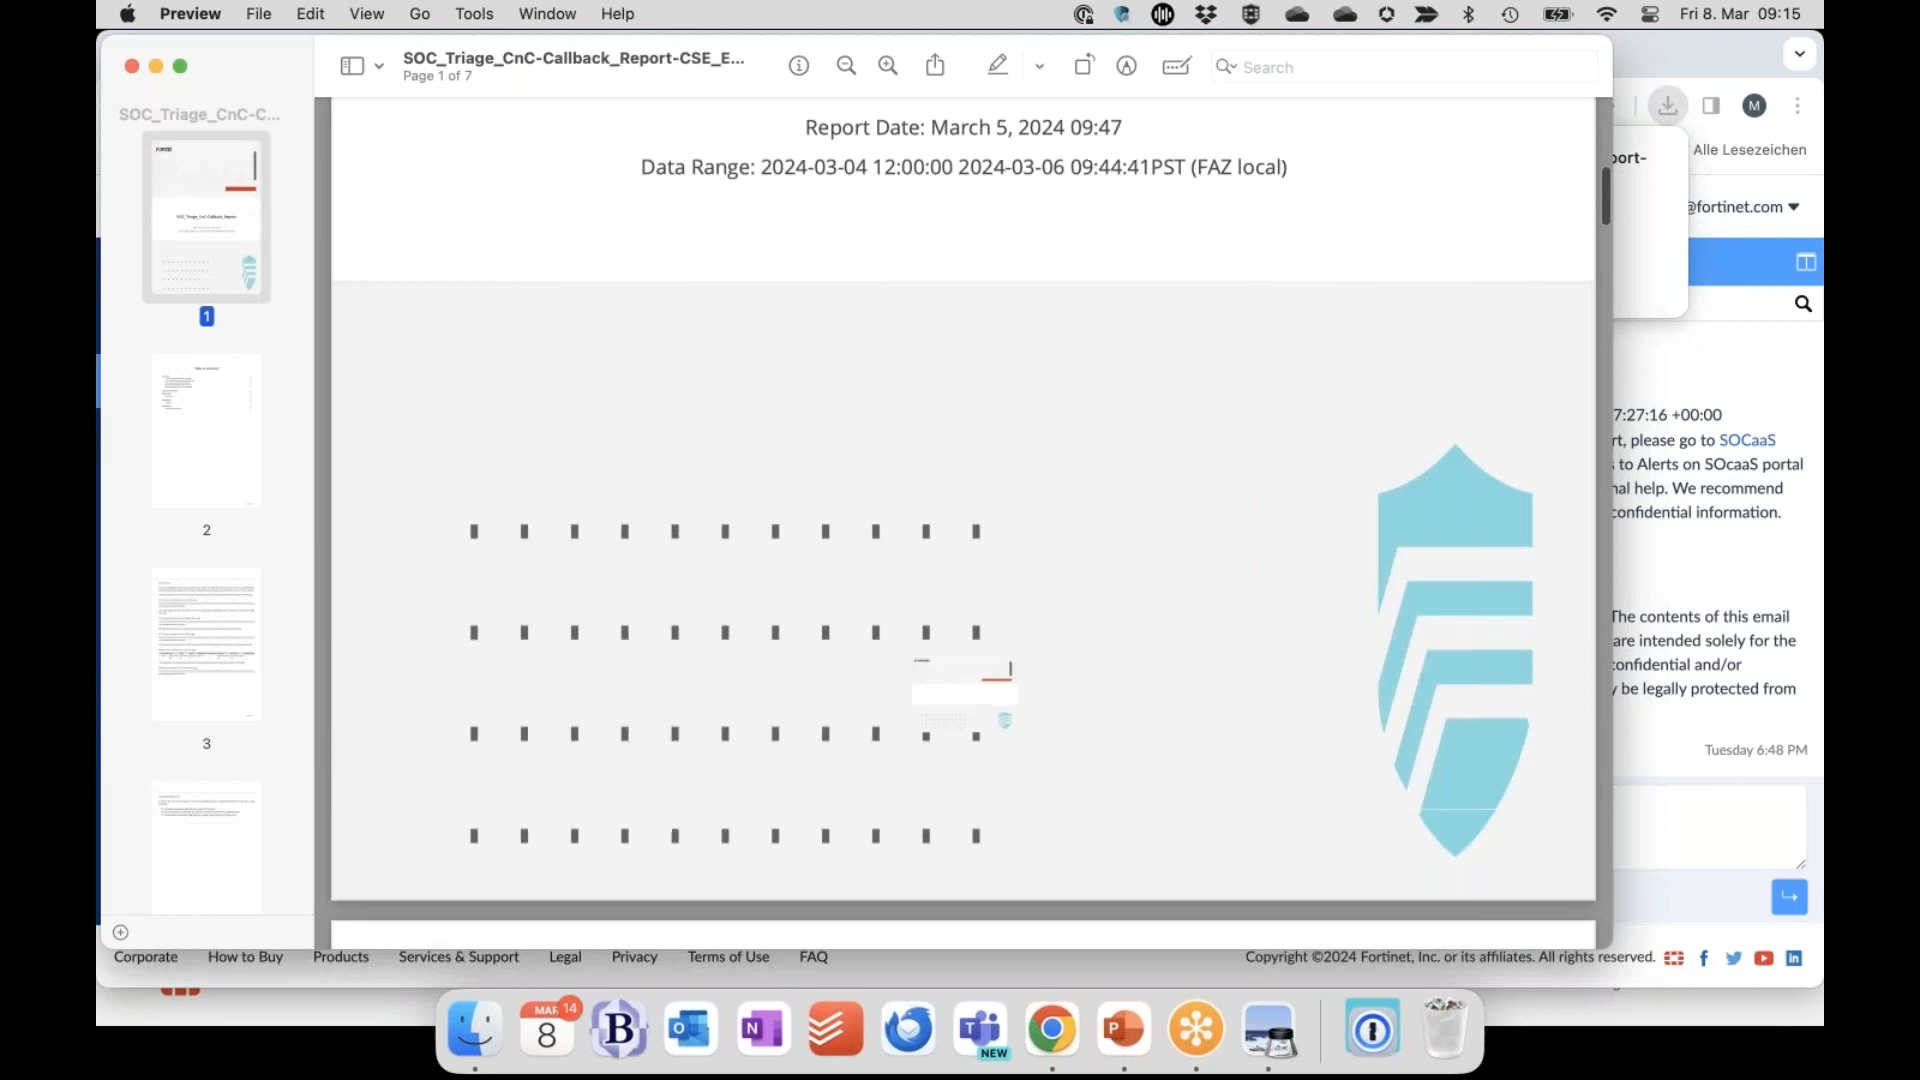 Preview File Edit View Go Tools Window Help
Fri 8. Mar 09:15
SOC_Triage_CnC-Callback_Report-CSE_E...
Page 1 of 7
Search
SOC_Triage_CnC-C...
1
2
3
Report Date: March 5, 2024 09:47
Data Range: 2024-03-04 12:00:00 2024-03-06 09:44:41PST (FAZ local)
M
port-
Alle Lesezeichen
@fortinet.com
7:27:16 +00:00
rt, please go to SOCaaS
s to Alerts on SOcaaS portal
nal help. We recommend
confidential information.
The contents of this email
are intended solely for the
confidential and/or
y be legally protected from
Tuesday 6:48 PM
Corporate How to Buy Products Services & Support Legal Privacy Terms of Use FAQ
Copyright ©2024 Fortinet, Inc. or its affiliates. All rights reserved.
MAR 14
8
B
O
N
T
NEW
P